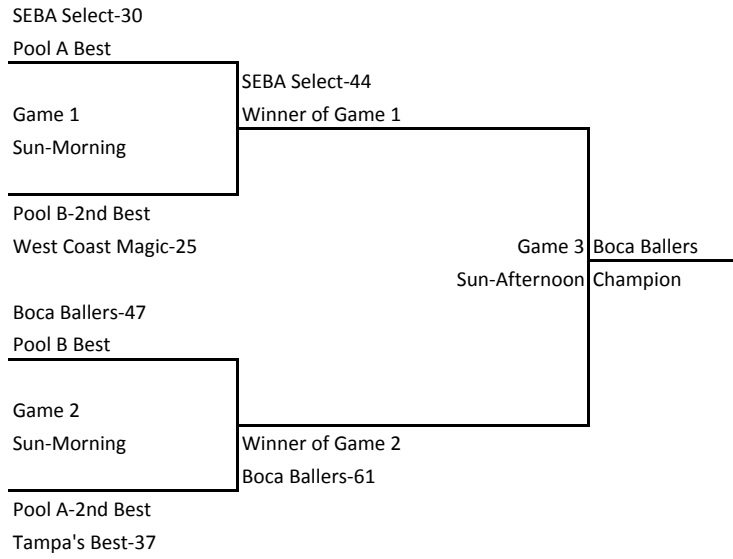 SEBA Select-30
Pool A Best
SEBA Select-44
Game 1
Winner of Game 1
Sun-Morning
Pool B-2nd Best
West Coast Magic-25
Game 3
Boca Ballers
Sun-Afternoon
Champion
Boca Ballers-47
Pool B Best
Game 2
Sun-Morning
Winner of Game 2
Boca Ballers-61
Pool A-2nd Best
Tampa's Best-37